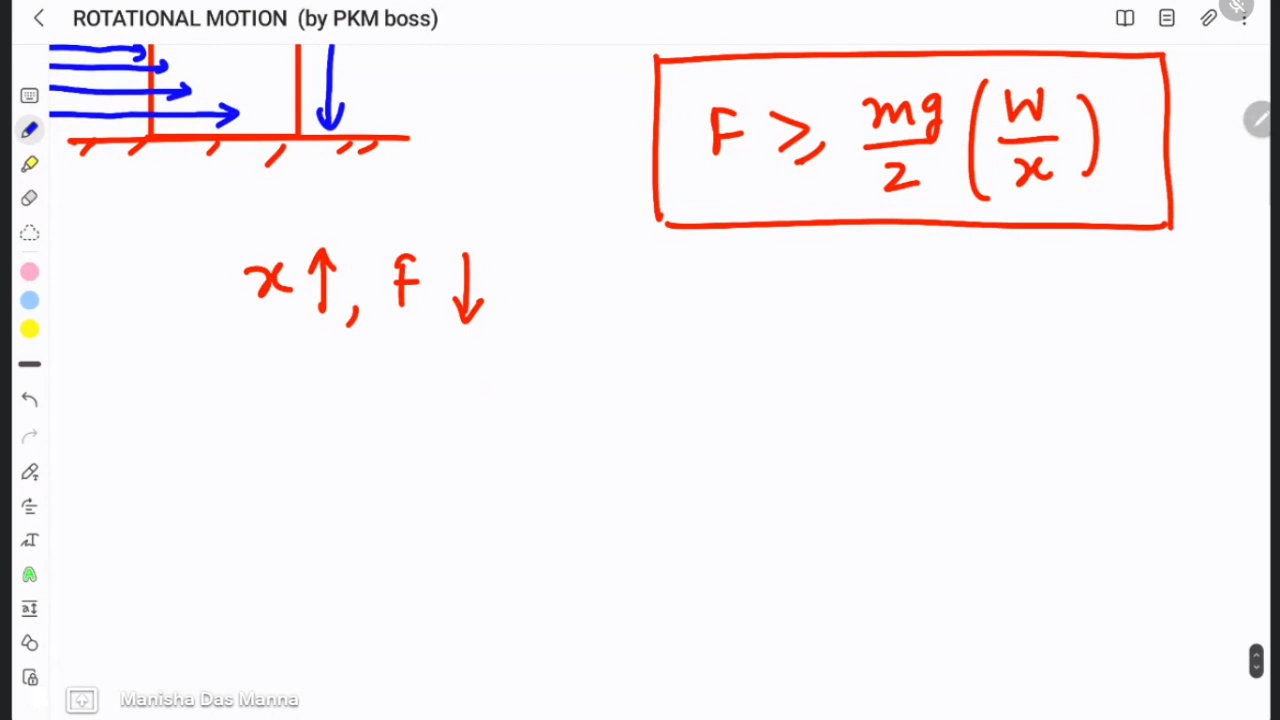 ROTATIONAL MOTION (by PKM boss)
F ≥ mg/2 (W/x)
x ↑, F ↓
Manisha Das Manna